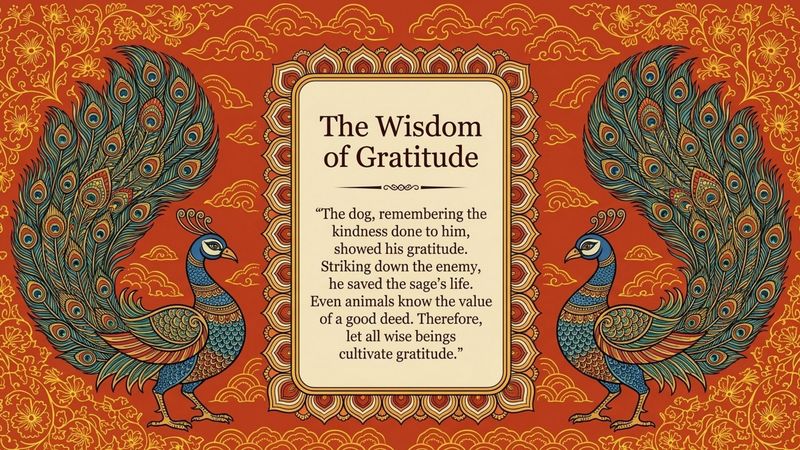 The Wisdom
of Gratitude
“The dog, remembering the
kindness done to him,
showed his gratitude.
Striking down the enemy,
he saved the sage’s life.
Even animals know the value
of a good deed. Therefore,
let all wise beings
cultivate gratitude.”